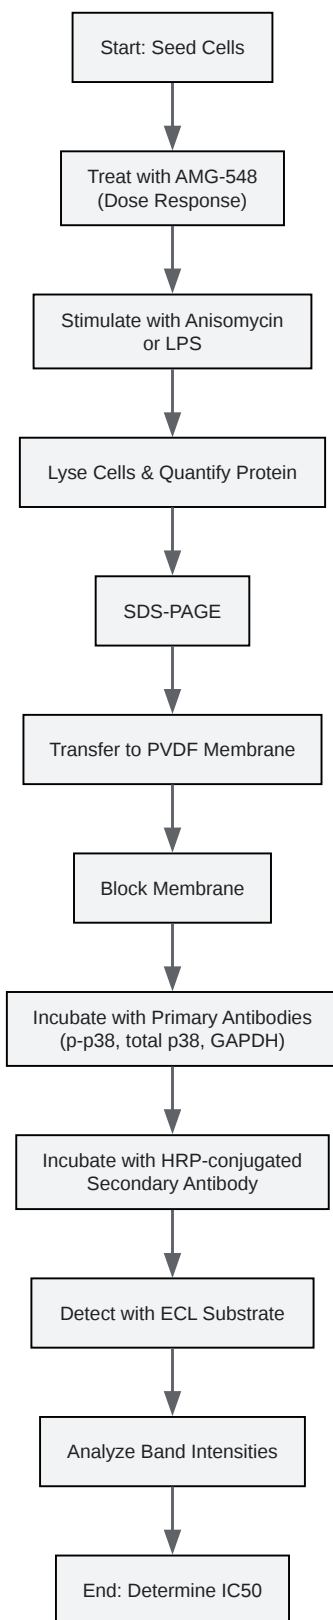 Start: Seed Cells
Treat with AMG-548
(Dose Response)
Stimulate with Anisomycin
or LPS
Lyse Cells & Quantify Protein
SDS-PAGE
Transfer to PVDF Membrane
Block Membrane
Incubate with Primary Antibodies
(p-p38, total p38, GAPDH)
Incubate with HRP-conjugated
Secondary Antibody
Detect with ECL Substrate
Analyze Band Intensities
End: Determine IC50